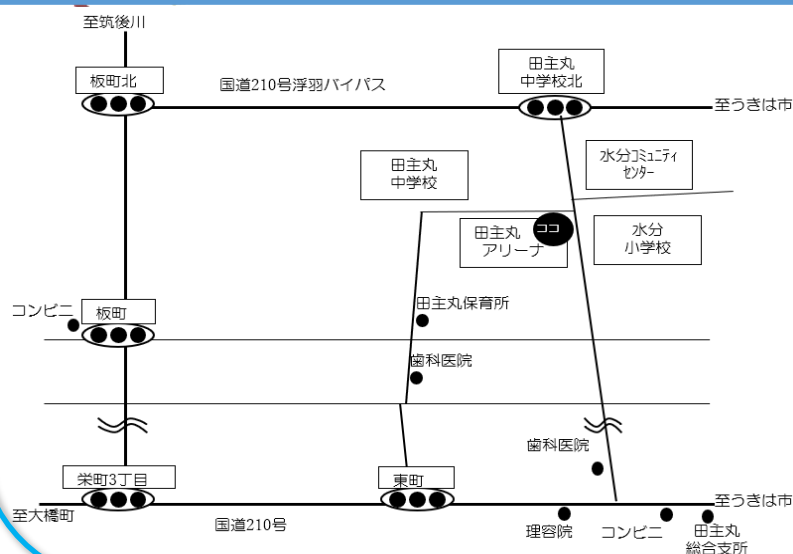 至筑後川
板町北
国道210号浮羽バイパス
田主丸
中学校北
至うきは市
田主丸
中学校
水分コミュニティ
センター
田主丸
アリーナ
ココ
水分
小学校
コンビニ
板町
田主丸保育所
歯科医院
歯科医院
栄町3丁目
東町
至大橋町
国道210号
理容院
コンビニ
田主丸
総合支所
至うきは市